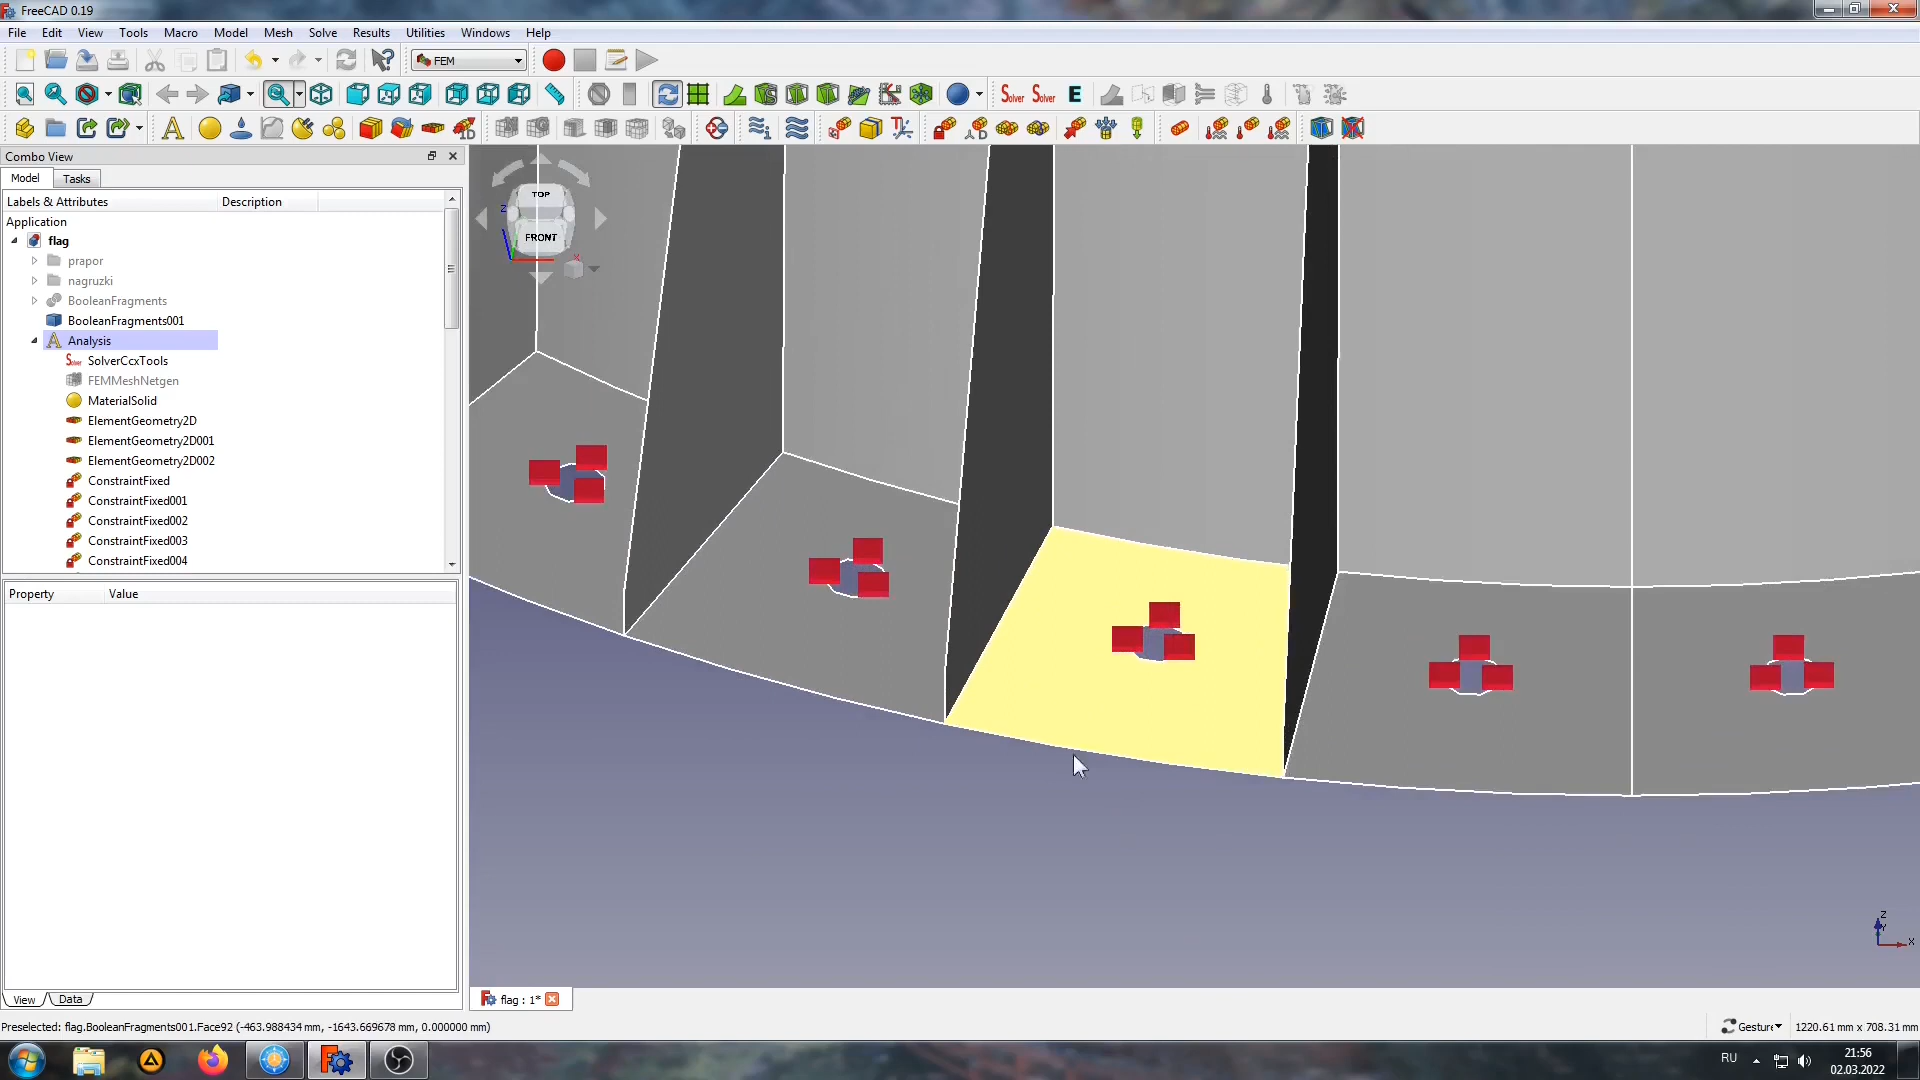 FreeCAD 0.19
File Edit View Tools Macro Model Mesh Solve Results Utilities Windows Help
FEM
Solver Solver E
A 1D D
Combo View
Model Tasks
Labels & Attributes Description
Application
flag
prapor
nagruzki
BooleanFragments
BooleanFragments001
Analysis
SolverCcxTools
FEMMeshNetgen
MaterialSolid
ElementGeometry2D
ElementGeometry2D001
ElementGeometry2D002
ConstraintFixed
ConstraintFixed001
ConstraintFixed002
ConstraintFixed003
ConstraintFixed004
Property Value
View Data
TOP
FRONT
Z
X
Z
Y
X
flag : 1*
Preselected: flag.BooleanFragments001.Face92 (-463.988434 mm, -1643.669678 mm, 0.000000 mm)
Gesture 1220.61 mm x 708.31 mm
RU
21:56
02.03.2022